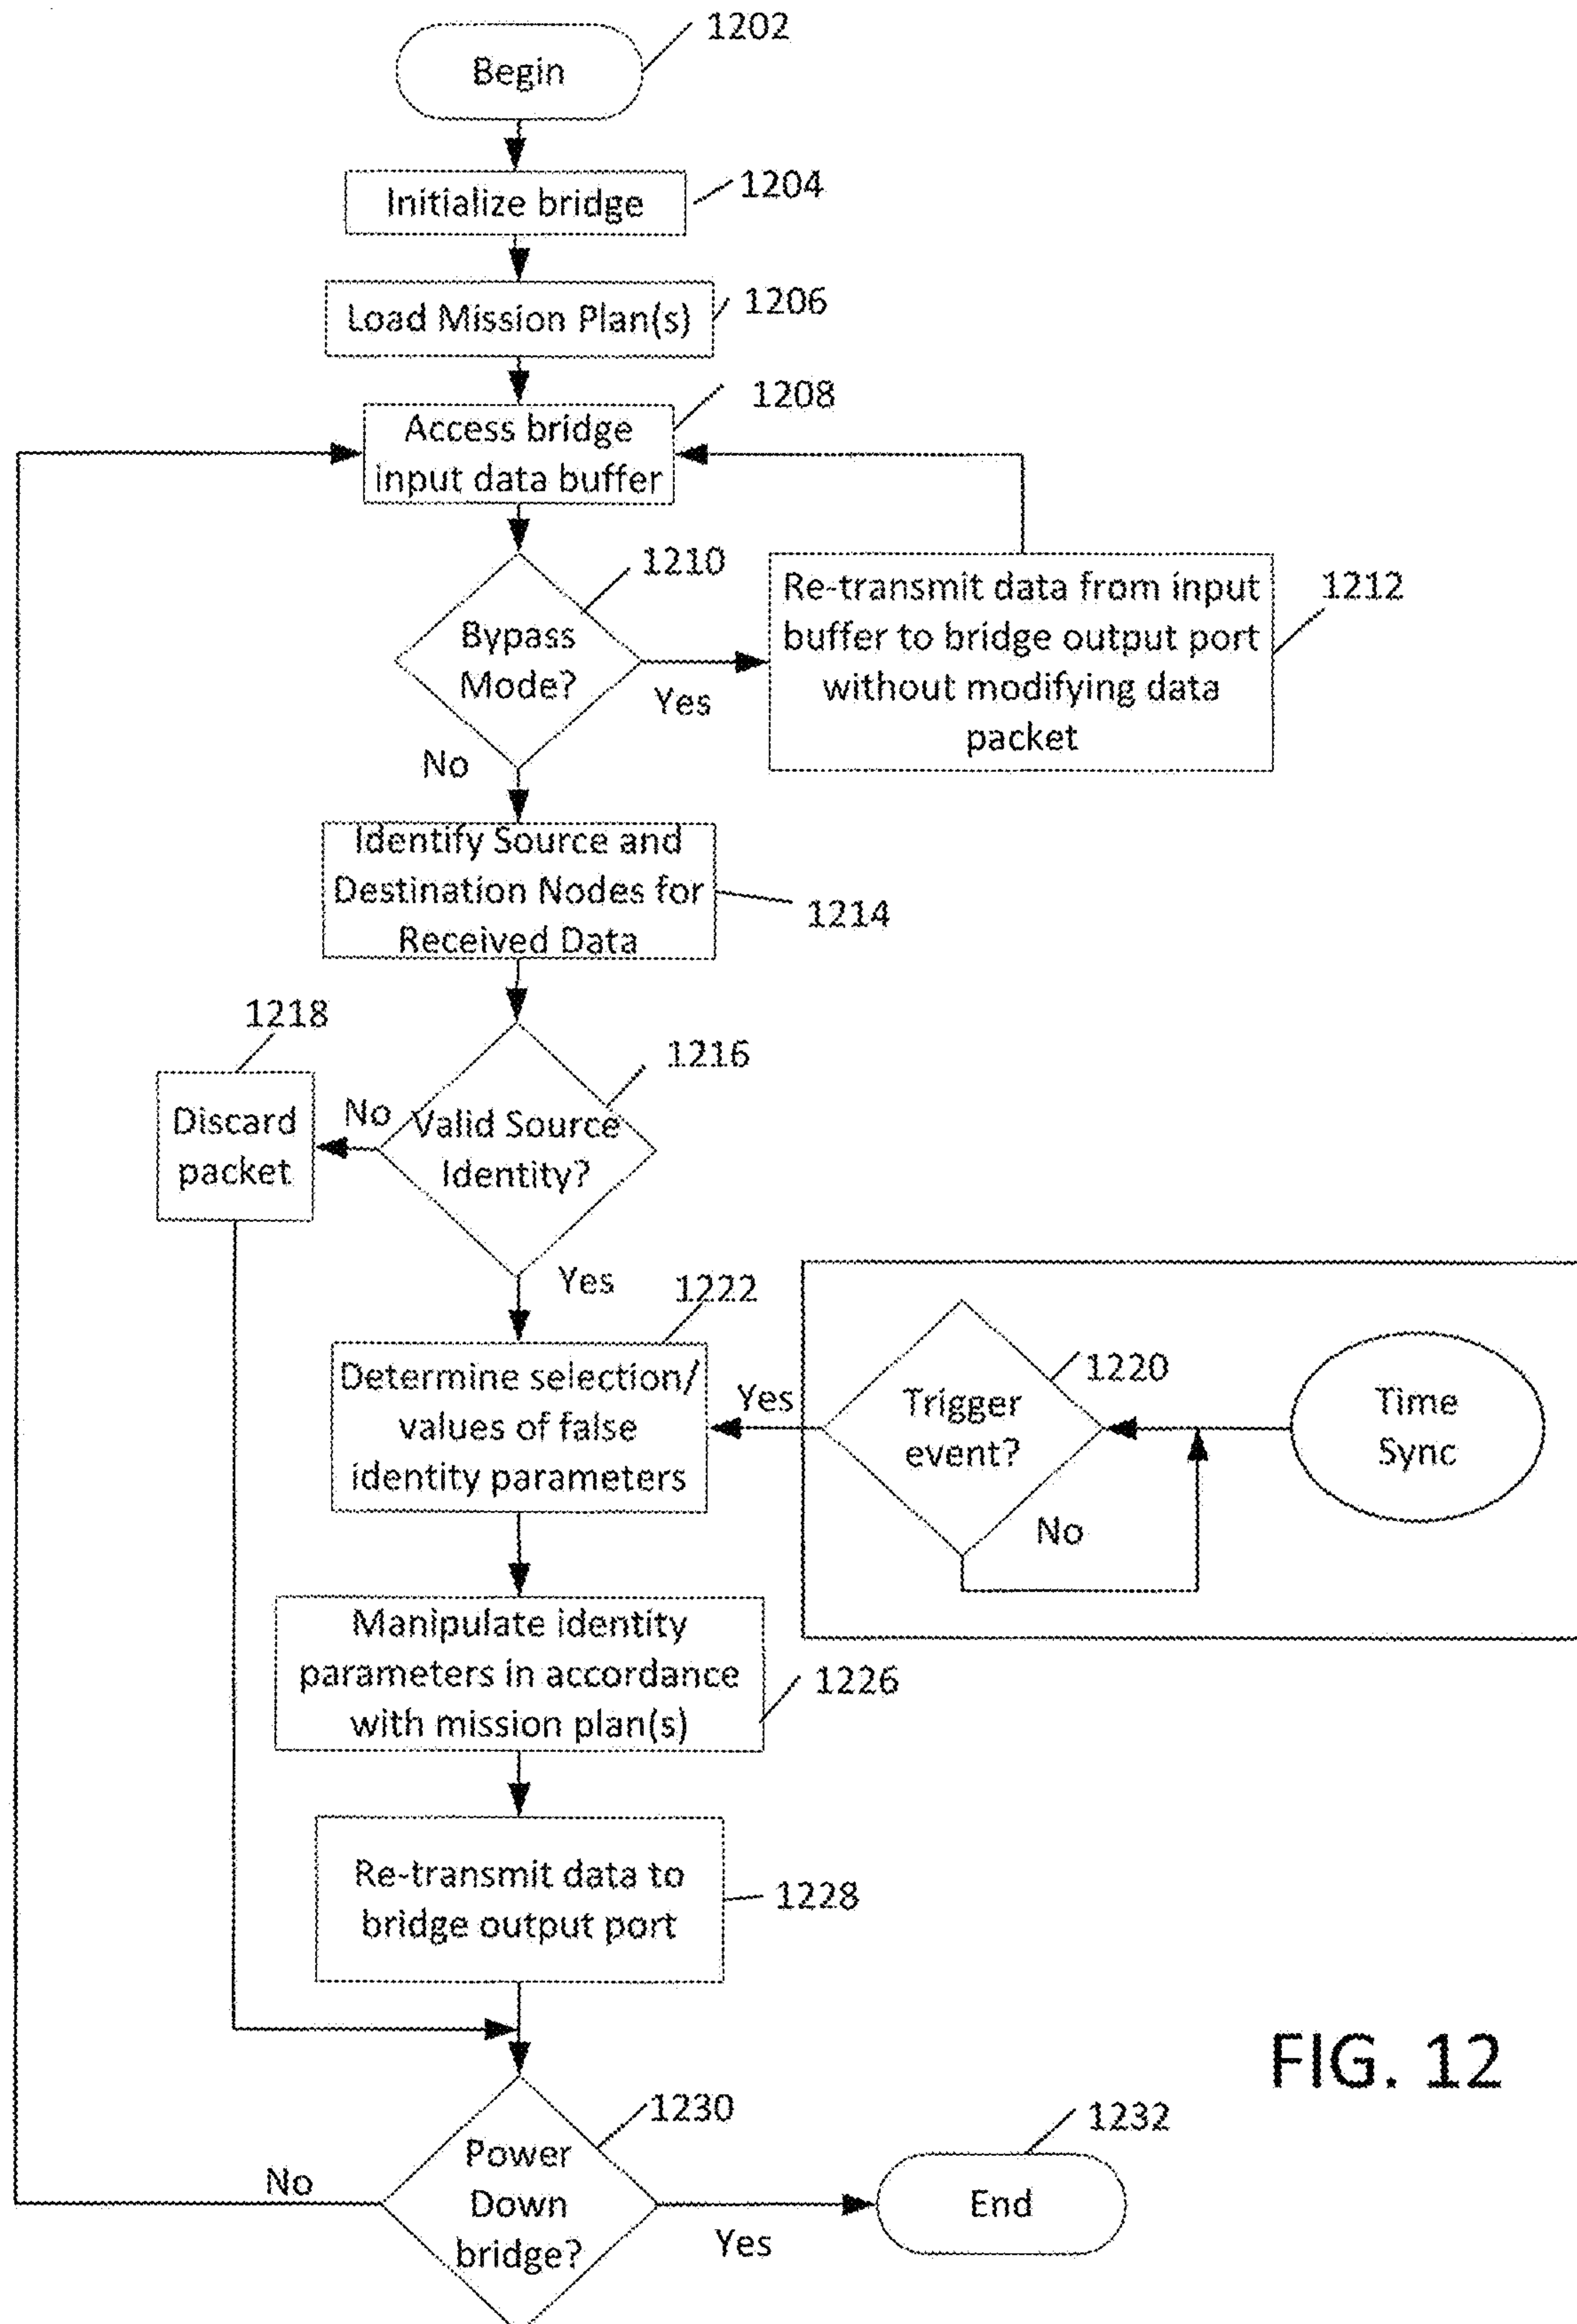 1202
Begin
1204
Initialize bridge
1206
Load Mission Plan(s)
1208
Access bridge
input data buffer
1210
Bypass
Mode?
Yes
No
Re-transmit data from input
buffer to bridge output port
without modifying data
packet
1212
Identify Source and
Destination Nodes for
Received Data
1214
1218
Discard
packet
No
1216
Valid Source
Identity?
Yes
1222
Determine selection/
values of false
identity parameters
Yes
1220
Trigger
event?
No
Time
Sync
Manipulate identity
parameters in accordance
with mission plan(s)
1226
Re-transmit data to
bridge output port
1228
1230
Power
Down
bridge?
No
Yes
1232
End
FIG. 12